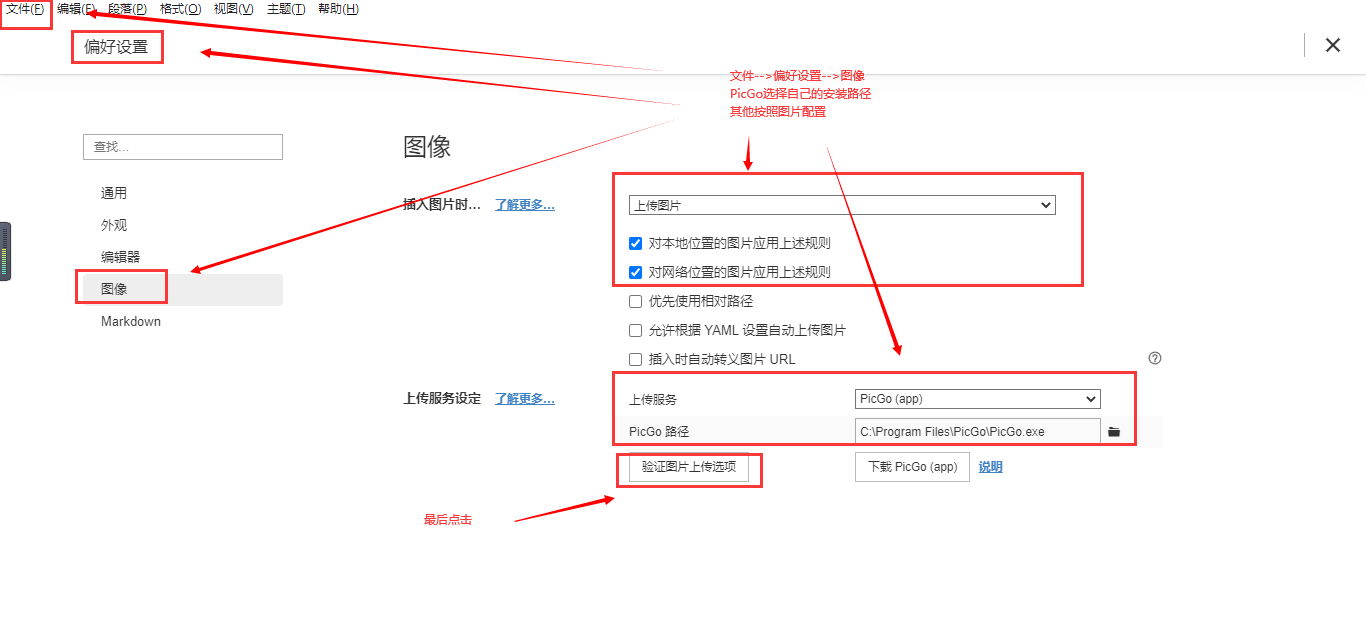 文件(F) 编辑(E) 段落(P) 格式(O) 视图(V) 主题(T) 帮助(H)
偏好设置
文件-->偏好设置-->图像
PicGo选择自己的安装路径
其他按照图片配置
查找...
通用
外观
编辑器
图像
Markdown
图像
插入图片时... 了解更多...
上传图片
对本地位置的图片应用上述规则
对网络位置的图片应用上述规则
优先使用相对路径
允许根据 YAML 设置自动上传图片
插入时自动转义图片 URL
上传服务设定 了解更多...
上传服务 PicGo (app)
PicGo 路径 C:\Program Files\PicGo\PicGo.exe
验证图片上传选项 下载 PicGo (app) 说明
最后点击